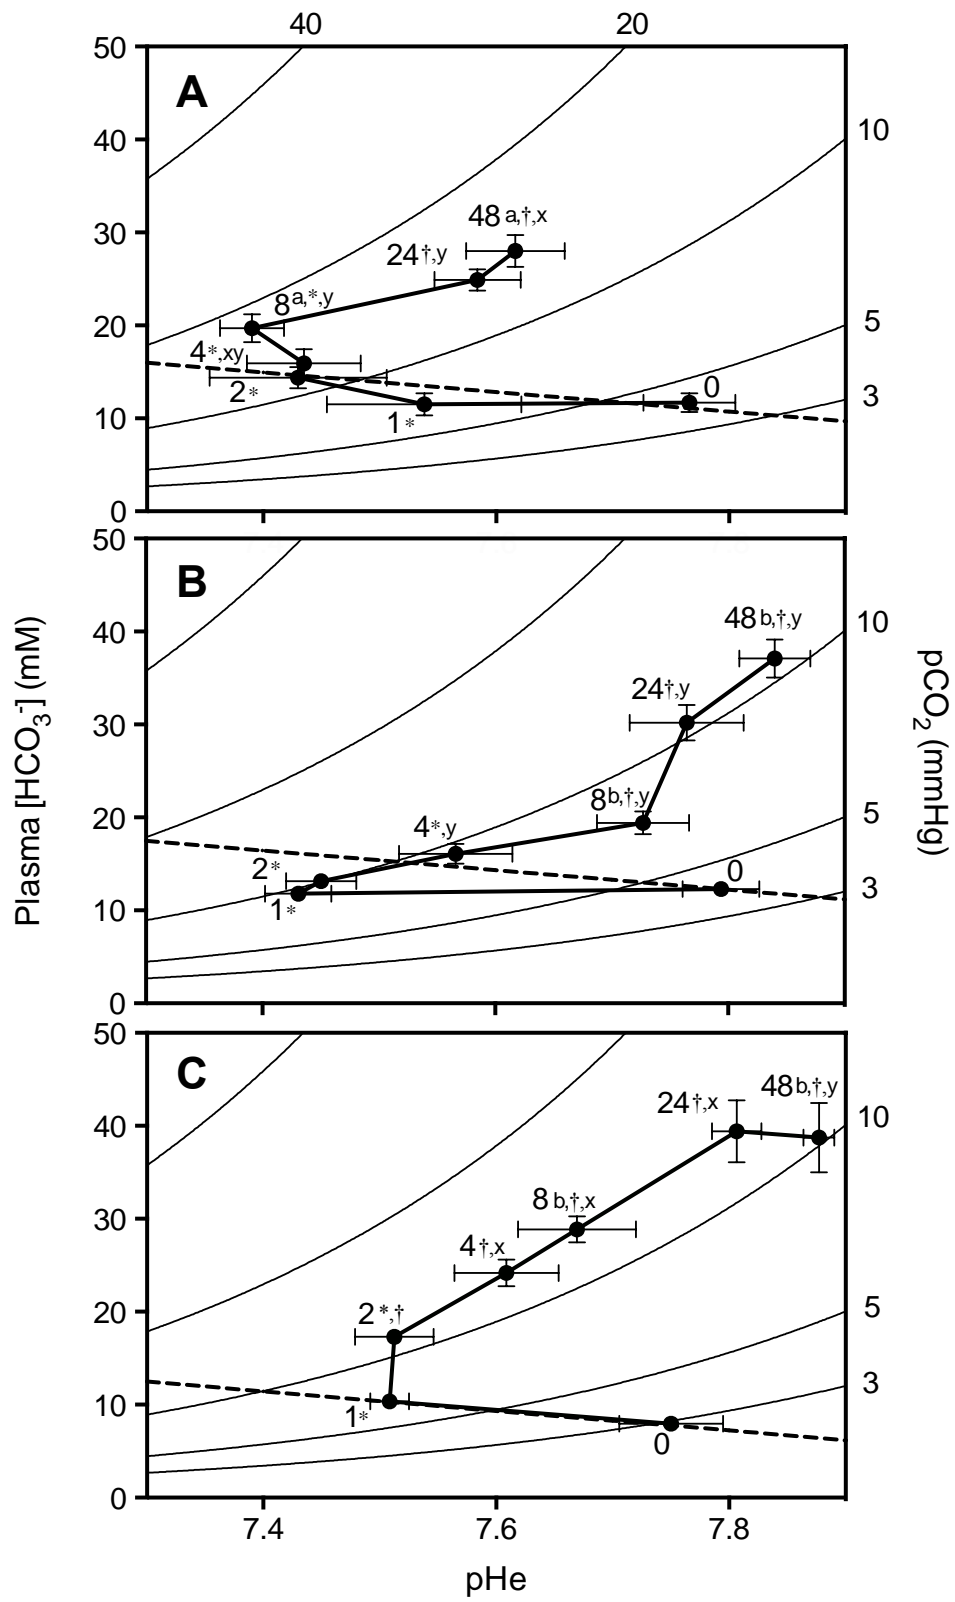 40 20
50
A
40
10
30
48 a,†,x
24†,y
8a,*,y
20
5
4*,xy
2*
0
3
10
1*
0
50
B
40
10
48b,†,y
30
24†,y
20
8b,†,y
5
4*,y
2*
0
3
10
1*
0
50
C
48b,†,y
24†,x
40
10
8 b,†,x
30
4†,x
20
2*,†
5
3
10
1*
0
0
7.4 7.6 7.8
pHe
Plasma [HCO3-] (mM)
pCO2 (mmHg)